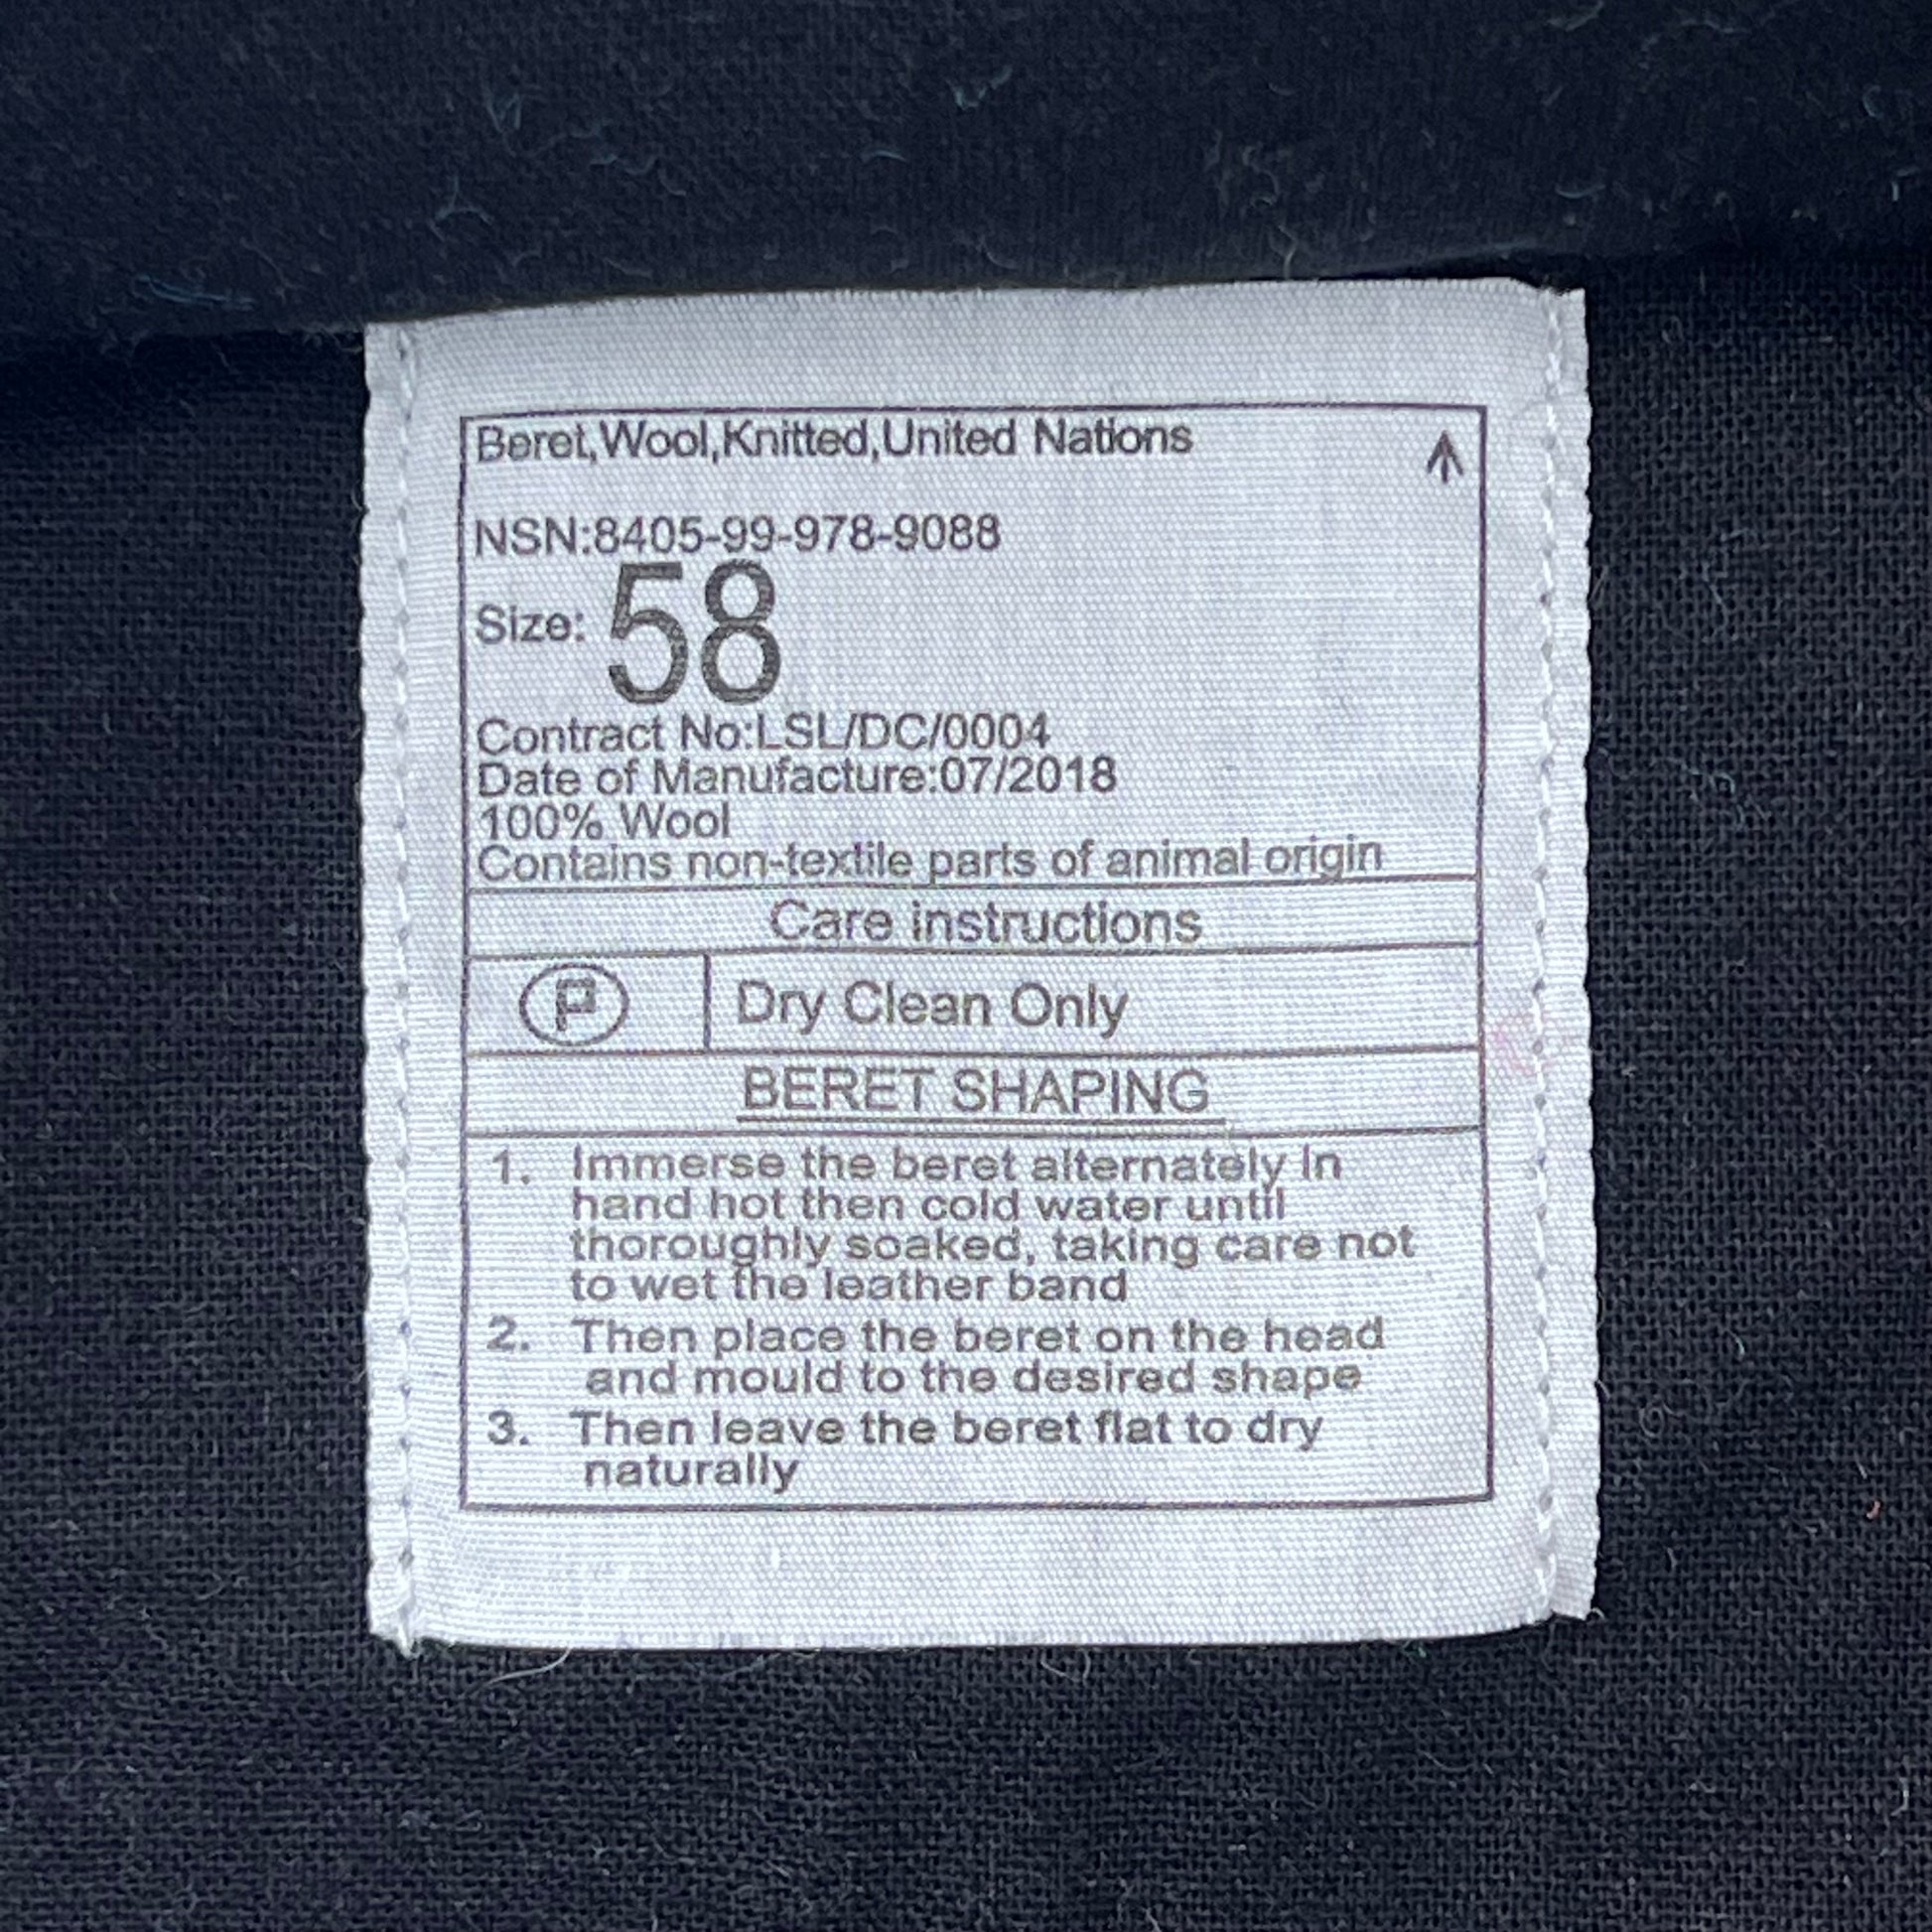 Beret,Wool,Knitted,United Nations
NSN:8405-99-978-9088
Size: 58
Contract No:LSL/DC/0004
Date of Manufacture:07/2018
100% Wool
Contains non-textile parts of animal origin
Care instructions
P Dry Clean Only
BERET SHAPING
1. Immerse the beret alternately in
hand hot then cold water until
thoroughly soaked, taking care not
to wet the leather band
2. Then place the beret on the head
and mould to the desired shape
3. Then leave the beret flat to dry
naturally